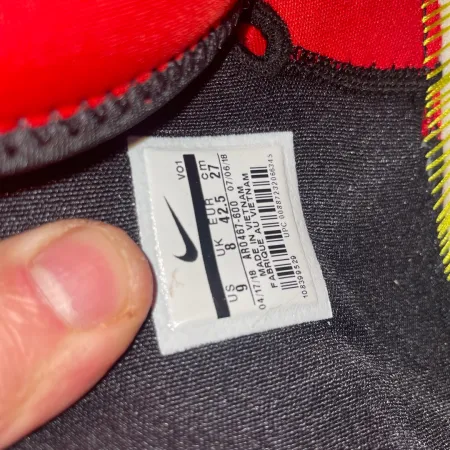 VO1
US UK EUR cm
9 8 42.5 27
AR0467-600
04/17/18 07/06/18
MADE IN VIETNAM
FABRIQUÉ AU VIETNAM